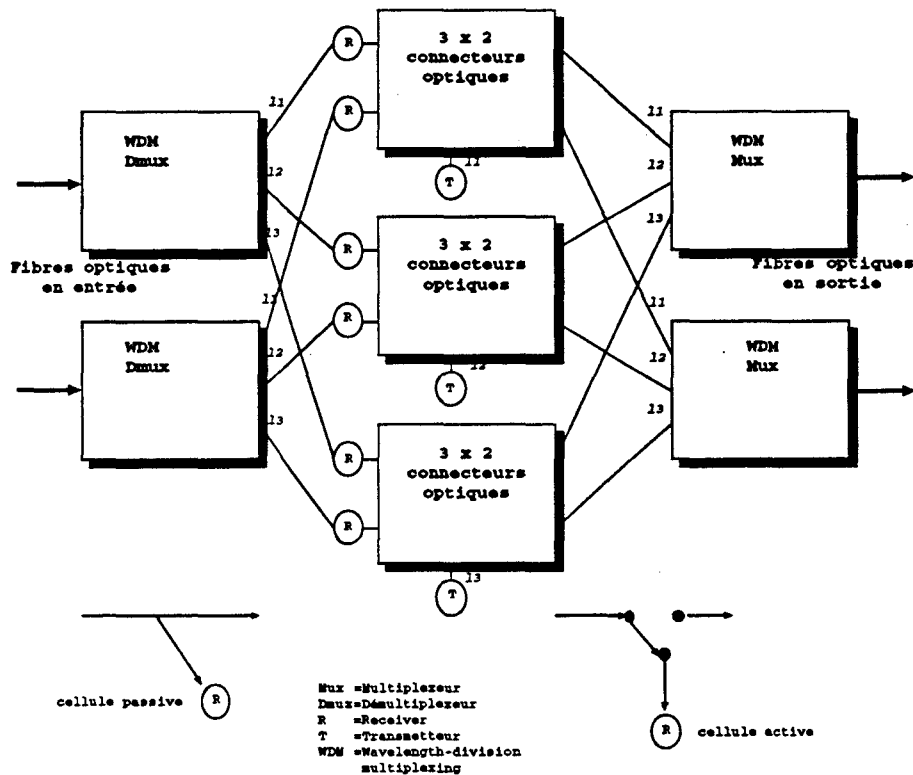 R
3 x 2
connecteurs
optiques
l1
R
l1
WDM
Dmux
WDM
Mux
l2
l1
T
l2
l3
R
3 x 2
connecteurs
optiques
l3
Fibres optiques
en entrée
Fibres optiques
en sortie
l1
R
l1
WDM
Dmux
l2
l2
T
l2
WDM
Mux
l3
l3
R
3 x 2
connecteurs
optiques
R
l3
T
cellule passive
R
Mux =Multiplexeur
Dmux=Démultiplexeur
R =Receiver
T =Transmetteur
WDM =Wavelength-division
multiplexing
R
cellule active